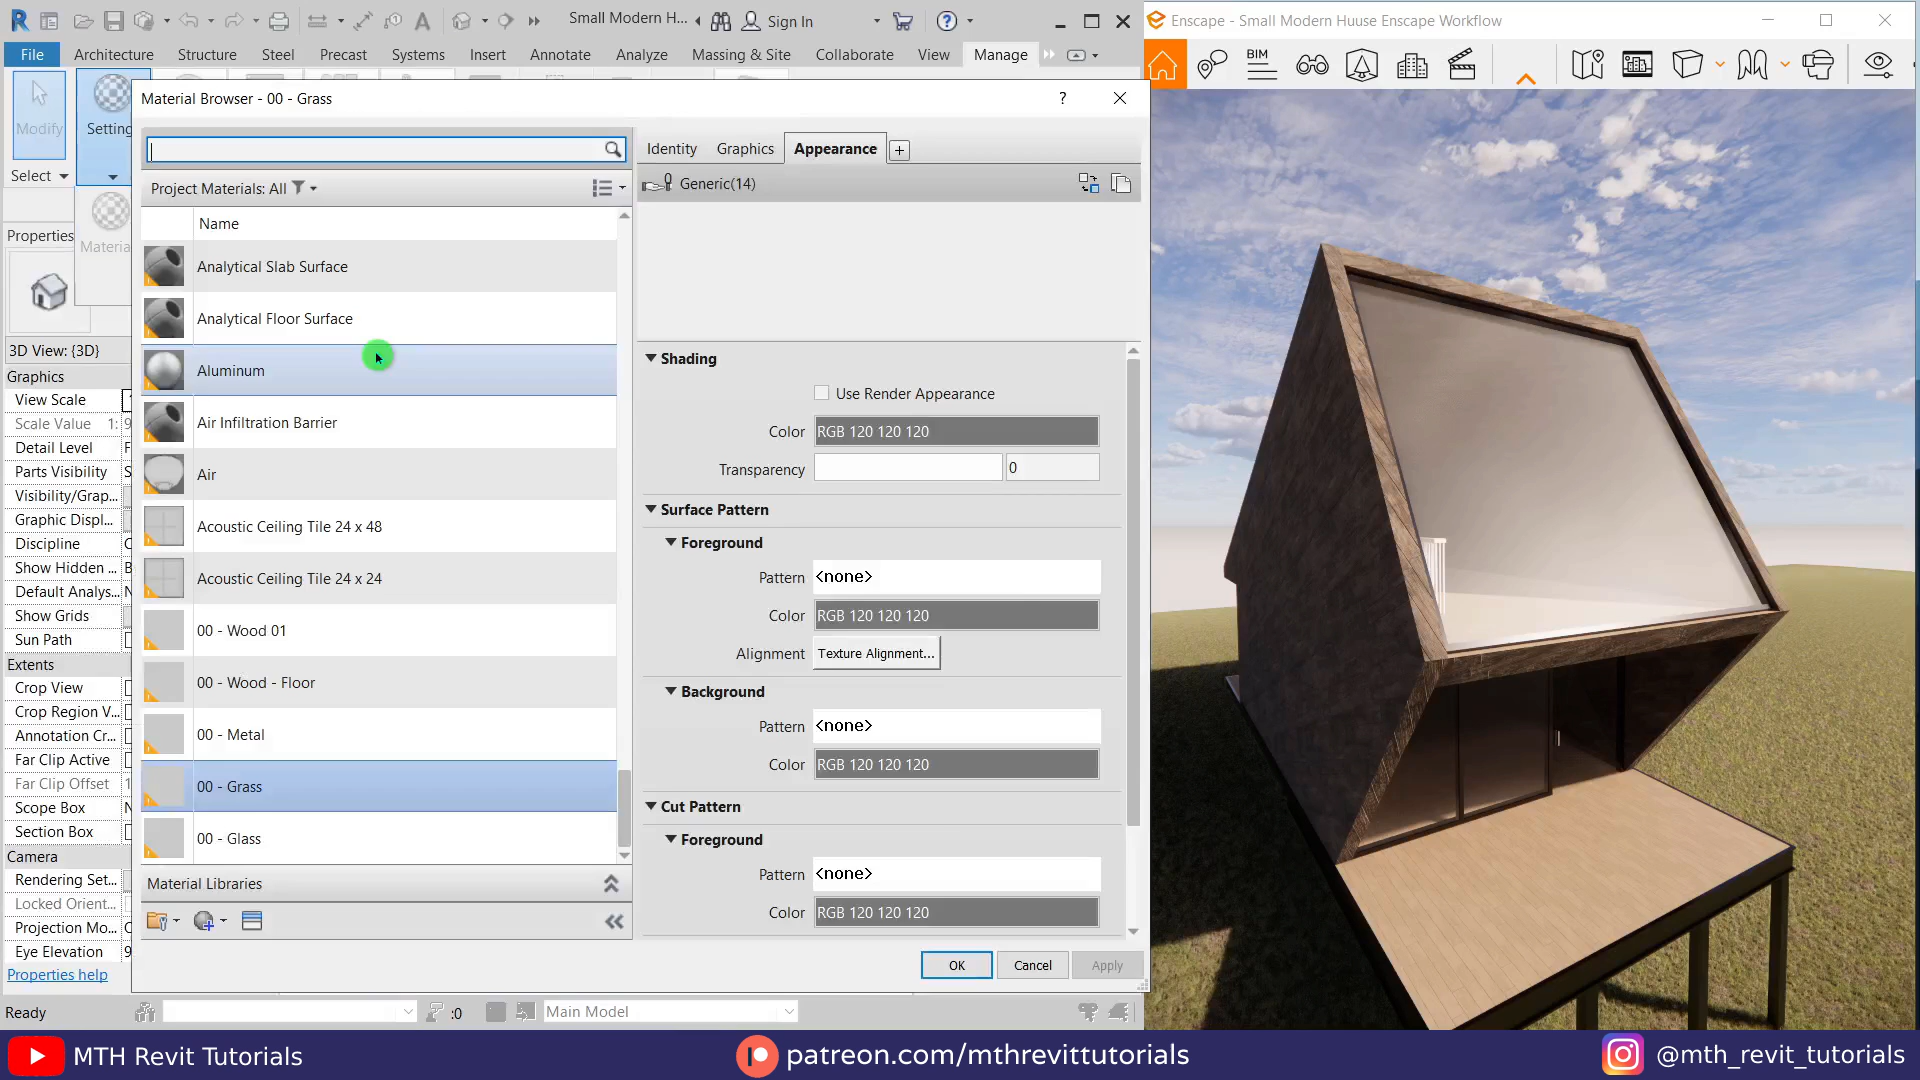 Small Modern H...
Sign In
File
Architecture
Structure
Steel
Precast
Systems
Insert
Annotate
Analyze
Massing & Site
Collaborate
View
Manage
Modify
Select
Setting
Materia
Properties
3D View: {3D}
Graphics
View Scale
Scale Value 1: 9
Detail Level F
Parts Visibility S
Visibility/Grap...
Graphic Displ...
Discipline C
Show Hidden ... B
Default Analys... N
Show Grids
Sun Path
Extents
Crop View
Crop Region V...
Annotation Cr...
Far Clip Active
Far Clip Offset 1
Scope Box N
Section Box
Camera
Rendering Set...
Locked Orient...
Projection Mo... C
Eye Elevation 9
Properties help
Ready
:0
Main Model
Material Browser - 00 - Grass
?
Project Materials: All
Name
Analytical Slab Surface
Analytical Floor Surface
Aluminum
Air Infiltration Barrier
Air
Acoustic Ceiling Tile 24 x 48
Acoustic Ceiling Tile 24 x 24
00 - Wood 01
00 - Wood - Floor
00 - Metal
00 - Grass
00 - Glass
Material Libraries
Identity
Graphics
Appearance
Generic(14)
Shading
Use Render Appearance
Color RGB 120 120 120
Transparency 0
Surface Pattern
Foreground
Pattern <none>
Color RGB 120 120 120
Alignment Texture Alignment...
Background
Pattern <none>
Color RGB 120 120 120
Cut Pattern
Foreground
Pattern <none>
Color RGB 120 120 120
OK
Cancel
Apply
Enscape - Small Modern Huuse Enscape Workflow
BIM
MTH Revit Tutorials
patreon.com/mthrevittutorials
@mth_revit_tutorials